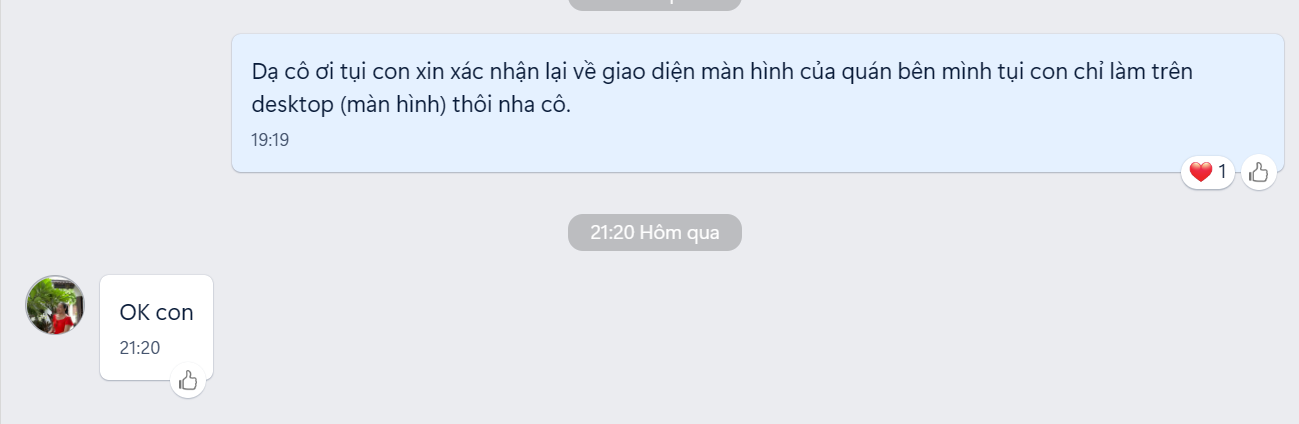 Dạ cô ơi tụi con xin xác nhận lại về giao diện màn hình của quán bên mình tụi con chỉ làm trên
desktop (màn hình) thôi nha cô.
19:19
1
21:20 Hôm qua
OK con
21:20